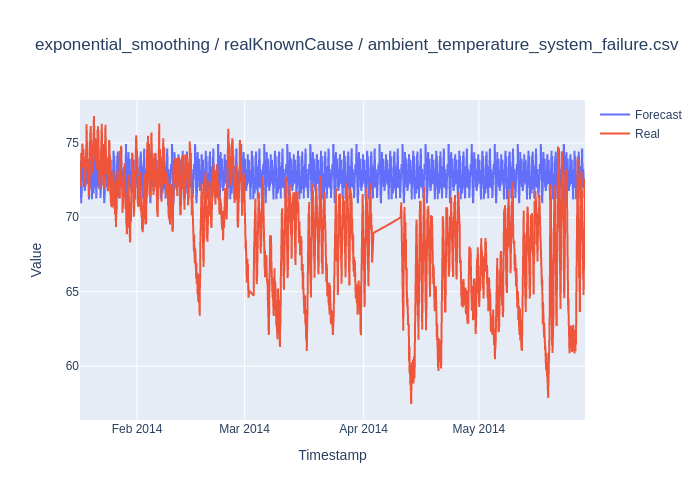 exponential_smoothing / realKnownCause / ambient_temperature_system_failure.csv
Forecast
Real
75
70
65
60
Value
Feb 2014
Mar 2014
Apr 2014
May 2014
Timestamp